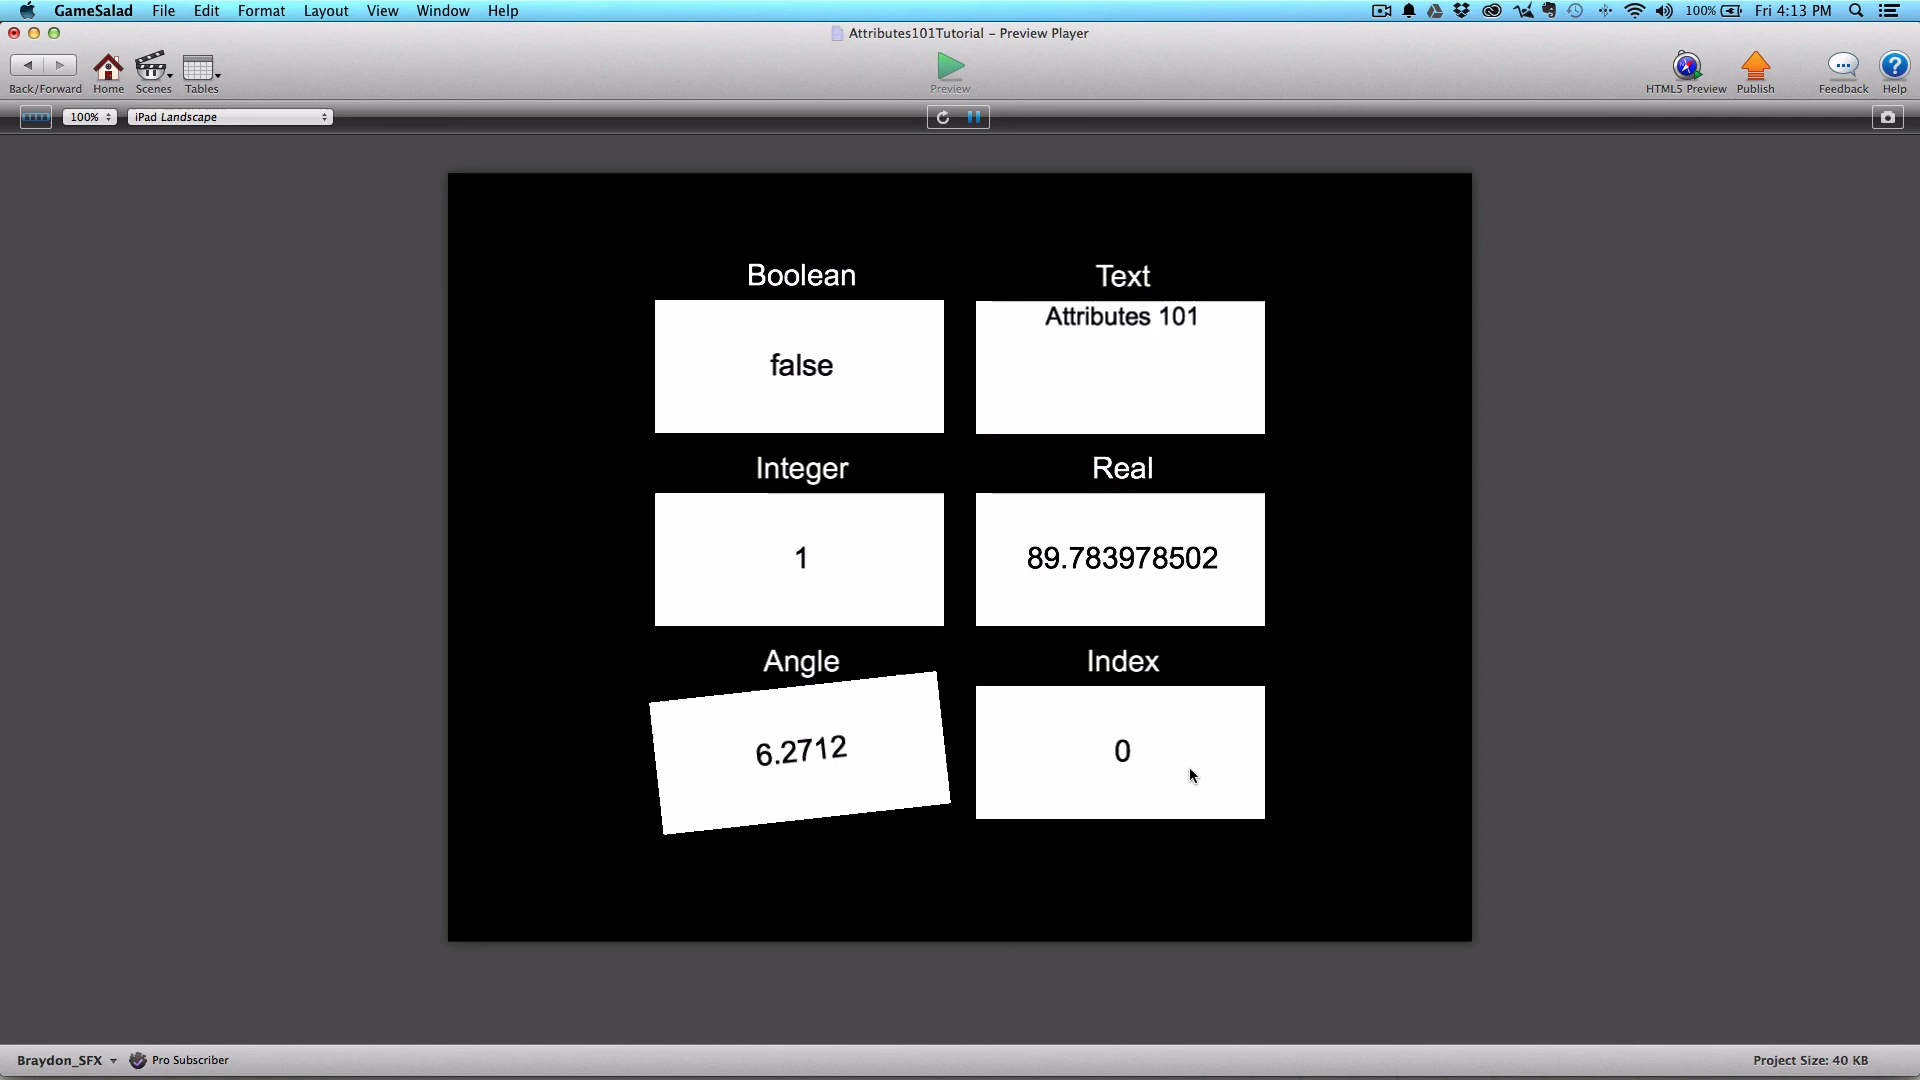 GameSalad File Edit Format Layout View Window Help 100% Fri 4:13 PM
Attributes101Tutorial – Preview Player
Back/Forward Home Scenes Tables Preview HTML5 Preview Publish Feedback Help
100% iPad Landscape
Boolean Text
Attributes 101
false
Integer Real
1 89.783978502
Angle Index
6.2712 0
Braydon_SFX Pro Subscriber Project Size: 40 KB